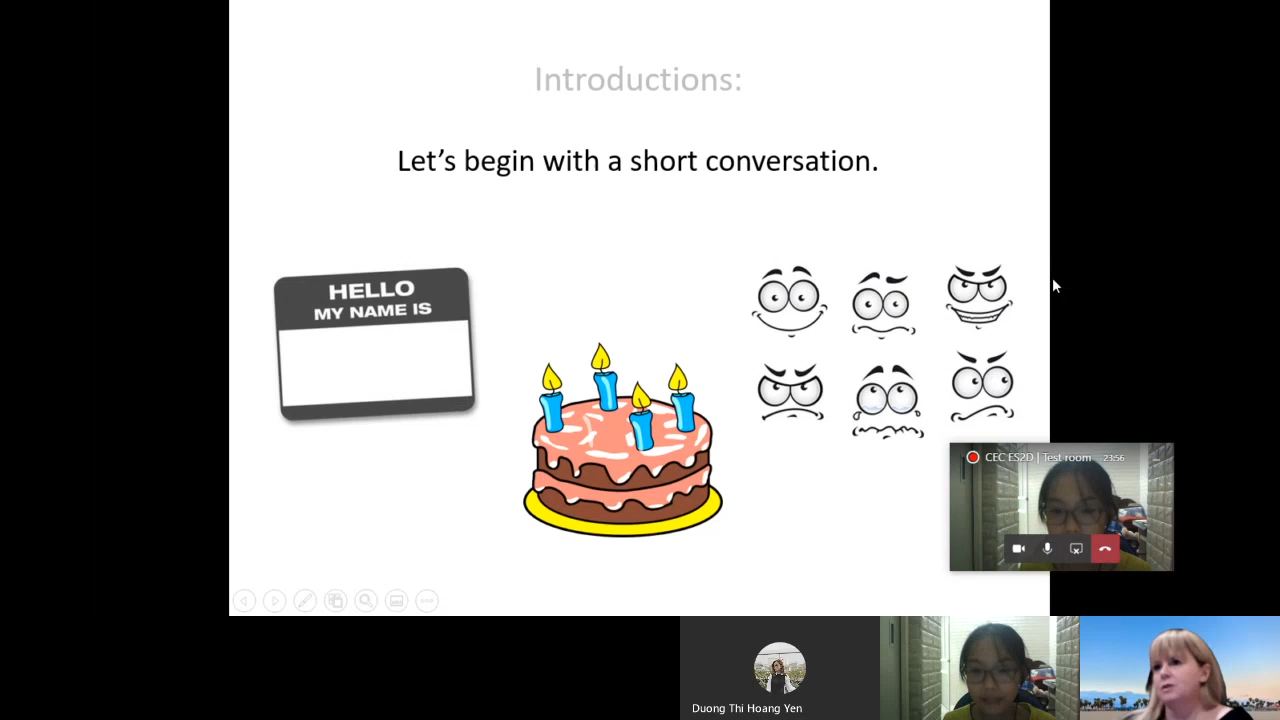 Introductions:
Let’s begin with a short conversation.
HELLO
MY NAME IS
CEC ES2D | Test room 23:56
Duong Thi Hoang Yen